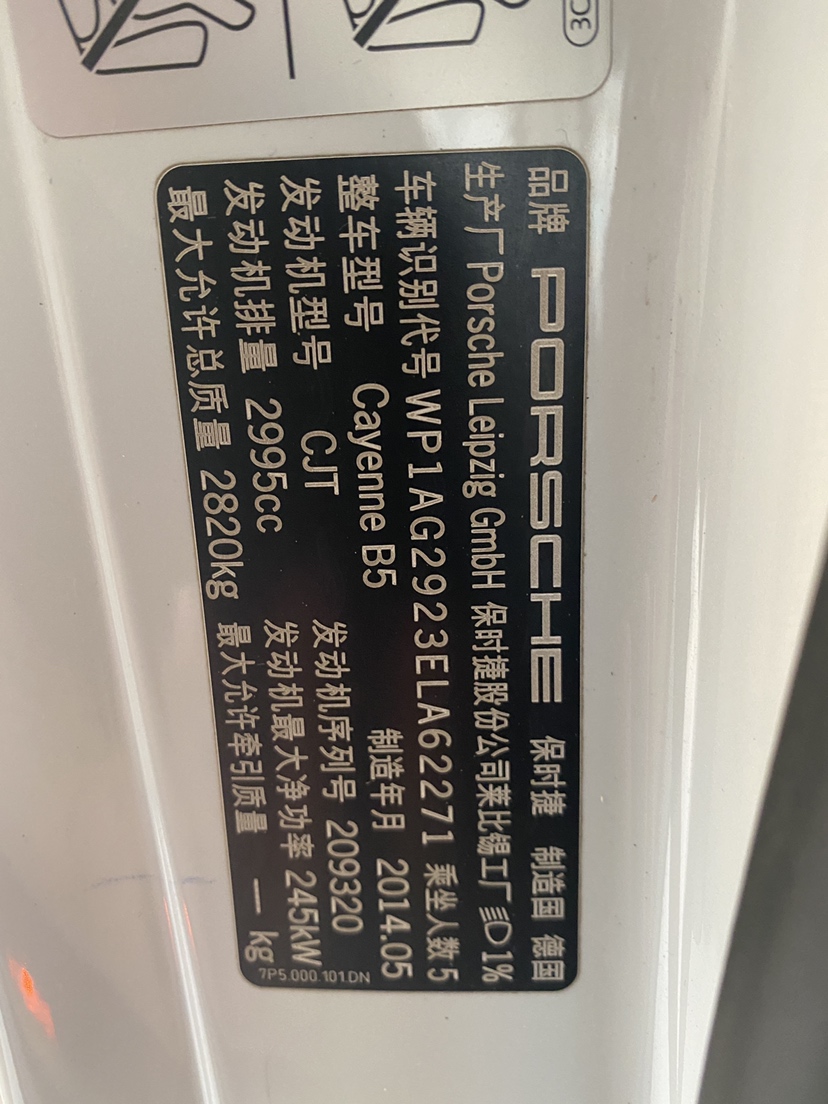 品牌 PORSCHE 保时捷 制造国 德国
生产厂 Porsche Leipzig GmbH 保时捷股份公司莱比锡工厂 1%
车辆识别代号 WP1AG2923ELA62271 乘坐人数 5
整车型号 Cayenne B5 制造年月 2014.05
发动机型号 CJT 发动机序列号 209320
发动机排量 2995cc 发动机最大净功率 245kW
最大允许总质量 2820kg 最大允许牵引质量 — kg
7P5.000.101.DN